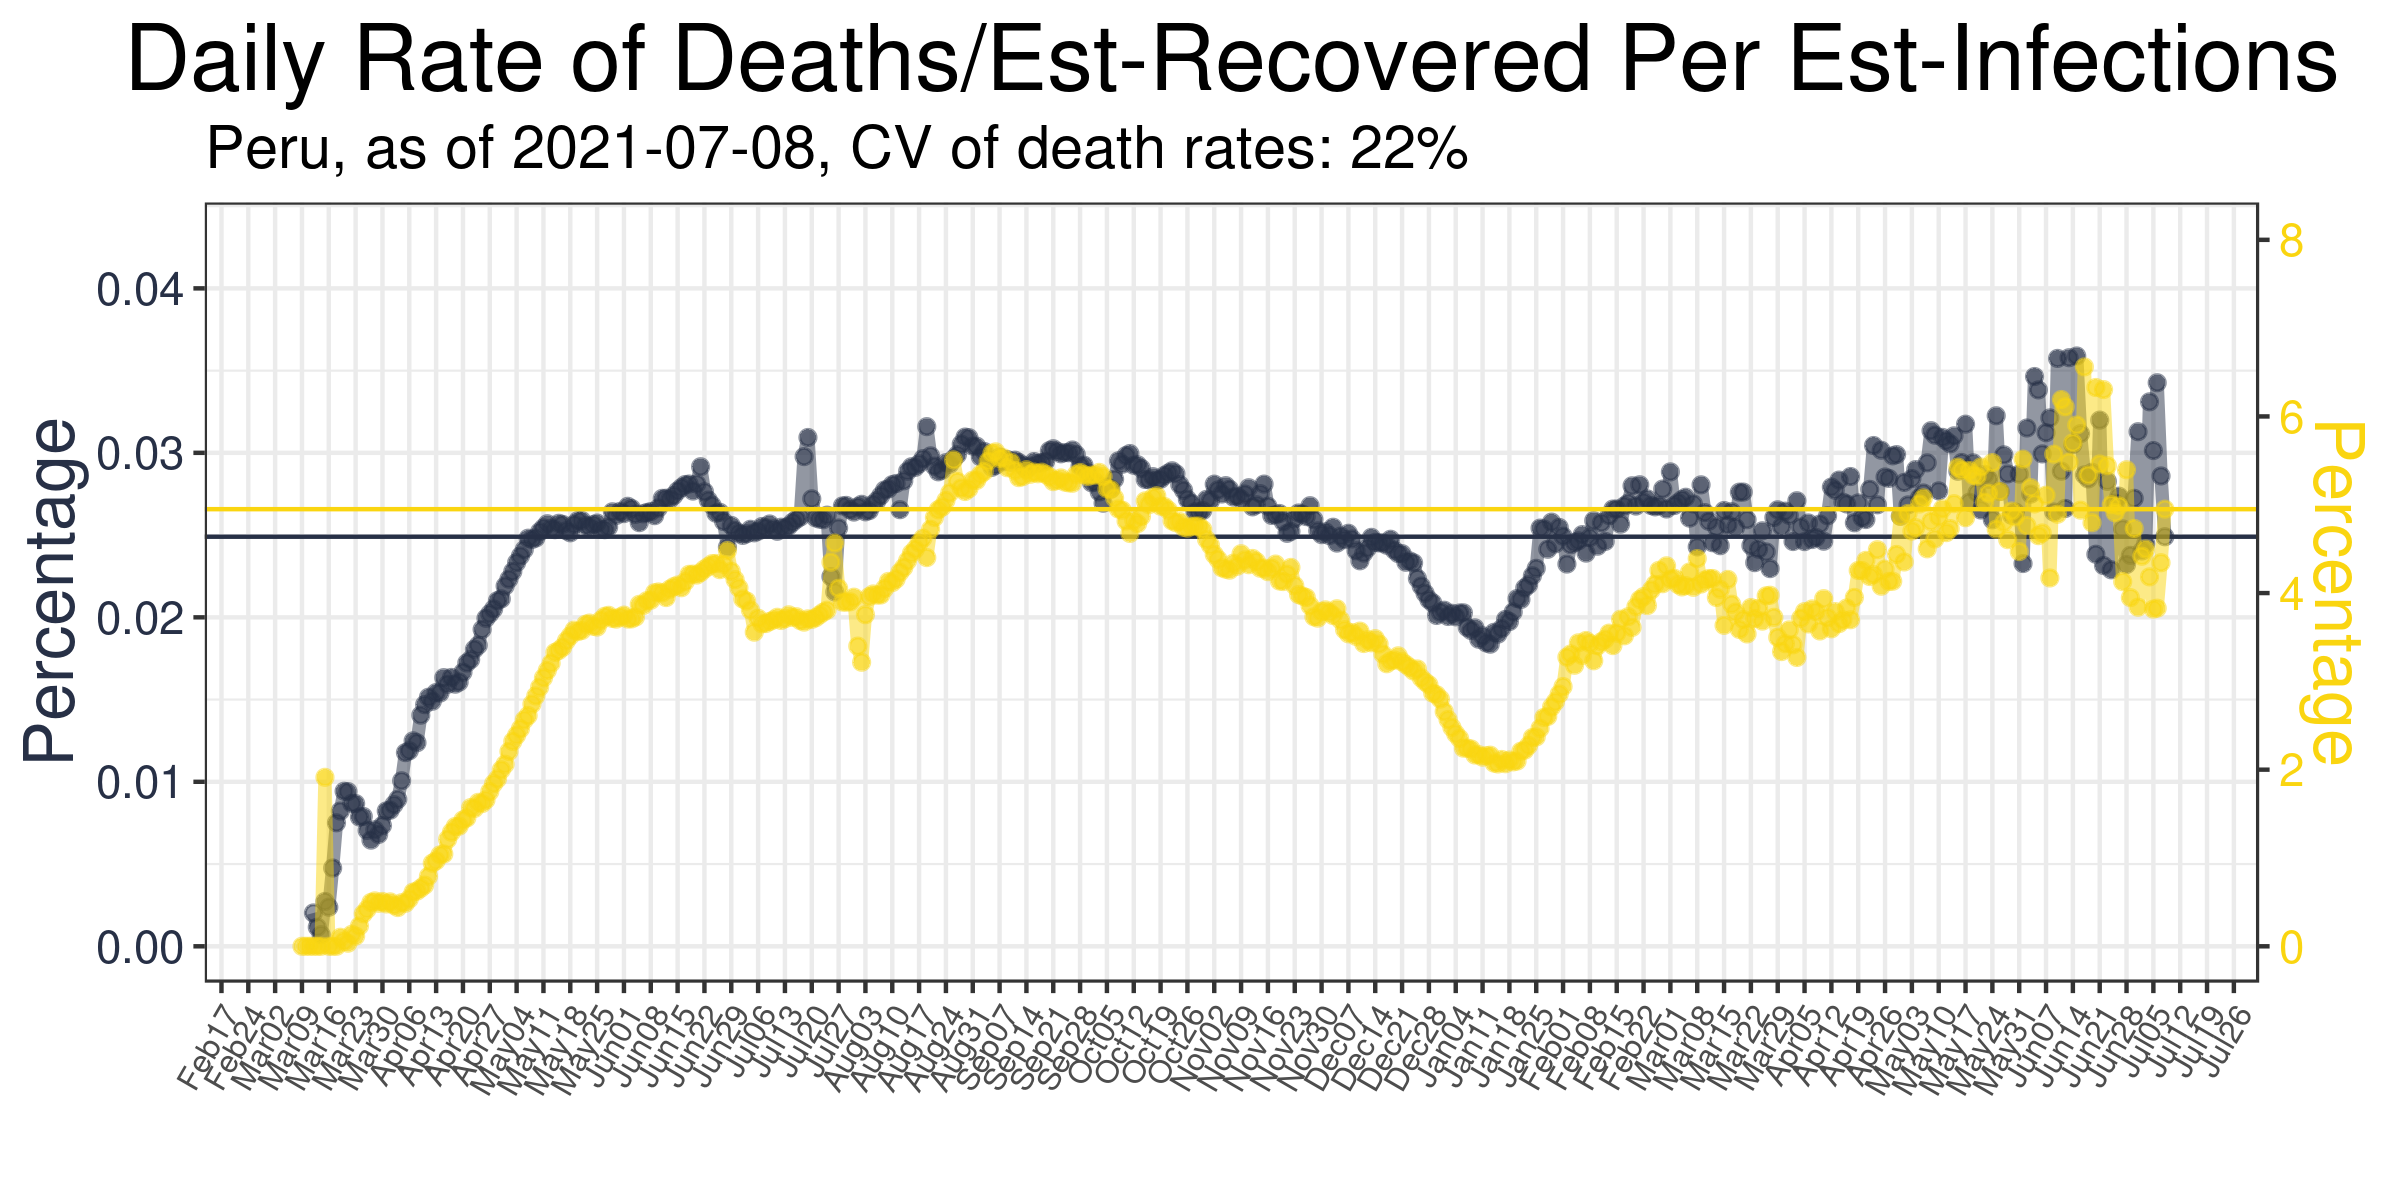 Daily Rate of Deaths/Est-Recovered Per Est-Infections
Peru, as of 2021-07-08, CV of death rates: 22%
Percentage
0.04
0.03
0.02
0.01
0.00
8
6
4
2
0
Percentage
Feb17
Feb24
Mar02
Mar09
Mar16
Mar23
Mar30
Apr06
Apr13
Apr20
Apr27
May04
May11
May18
May25
Jun01
Jun08
Jun15
Jun22
Jun29
Jul06
Jul13
Jul20
Jul27
Aug03
Aug10
Aug17
Aug24
Aug31
Sep07
Sep14
Sep21
Sep28
Oct05
Oct12
Oct19
Oct26
Nov02
Nov09
Nov16
Nov23
Nov30
Dec07
Dec14
Dec21
Dec28
Jan04
Jan11
Jan18
Jan25
Feb01
Feb08
Feb15
Feb22
Mar01
Mar08
Mar15
Mar22
Mar29
Apr05
Apr12
Apr19
Apr26
May03
May10
May17
May24
May31
Jun07
Jun14
Jun21
Jun28
Jul05
Jul12
Jul19
Jul26